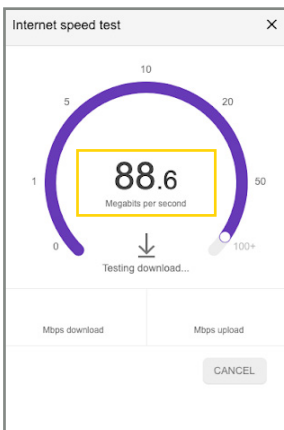 Internet speed test ×
10
5 20
88.6
1 50
Megabits per second
0 100+
Testing download...
Mbps download Mbps upload
CANCEL